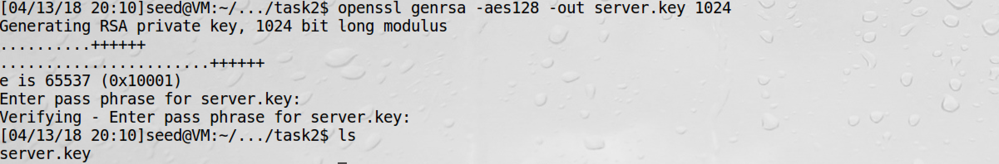 [04/13/18 20:10]seed@VM:~/.../task2$ openssl genrsa -aes128 -out server.key 1024
Generating RSA private key, 1024 bit long modulus
..........++++++
.......................++++++
e is 65537 (0x10001)
Enter pass phrase for server.key:
Verifying - Enter pass phrase for server.key:
[04/13/18 20:10]seed@VM:~/.../task2$ ls
server.key